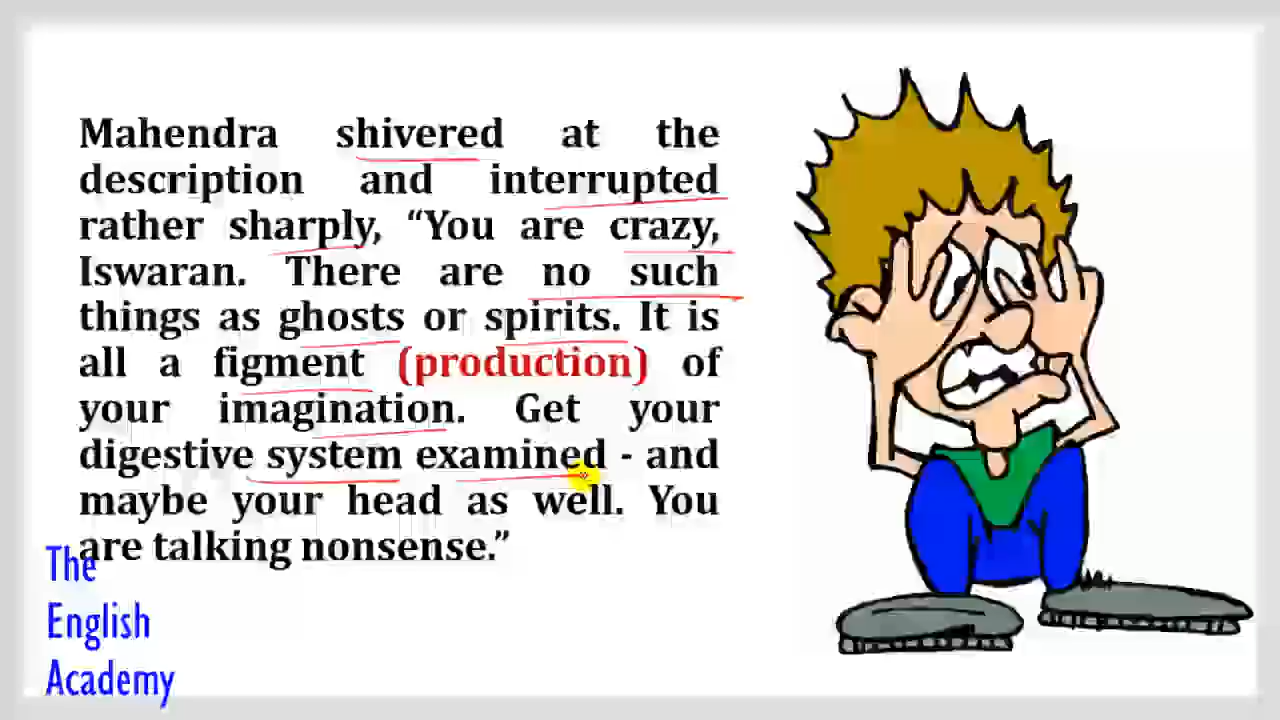 Mahendra shivered at the
description and interrupted
rather sharply, “You are crazy,
Iswaran. There are no such
things as ghosts or spirits. It is
all a figment (production) of
your imagination. Get your
digestive system examined - and
maybe your head as well. You
are talking nonsense.”
The
English
Academy